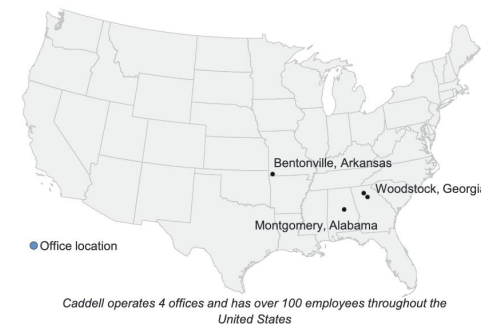 Bentonville, Arkansas
Woodstock, Georgia
Montgomery, Alabama
Office location
Caddell operates 4 offices and has over 100 employees throughout the
United States